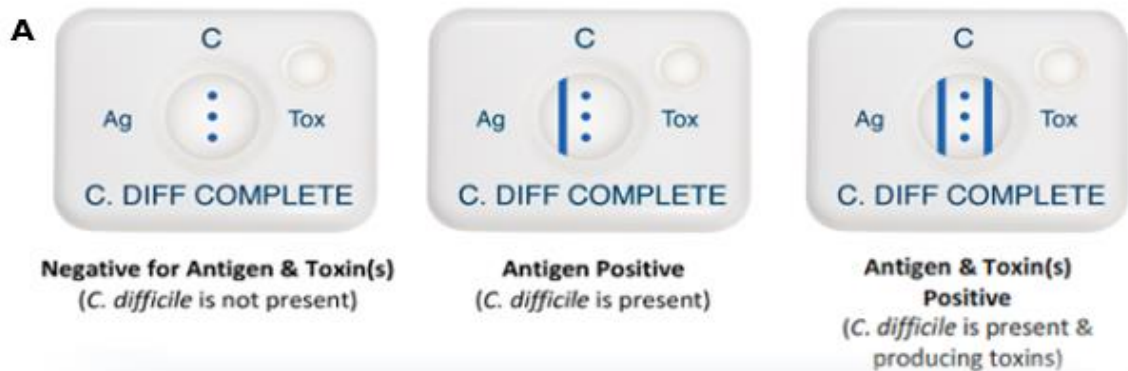 A
C
Ag Tox
C. DIFF COMPLETE
Negative for Antigen & Toxin(s)
(C. difficile is not present)
C
Ag Tox
C. DIFF COMPLETE
Antigen Positive
(C. difficile is present)
C
Ag Tox
C. DIFF COMPLETE
Antigen & Toxin(s)
Positive
(C. difficile is present &
producing toxins)